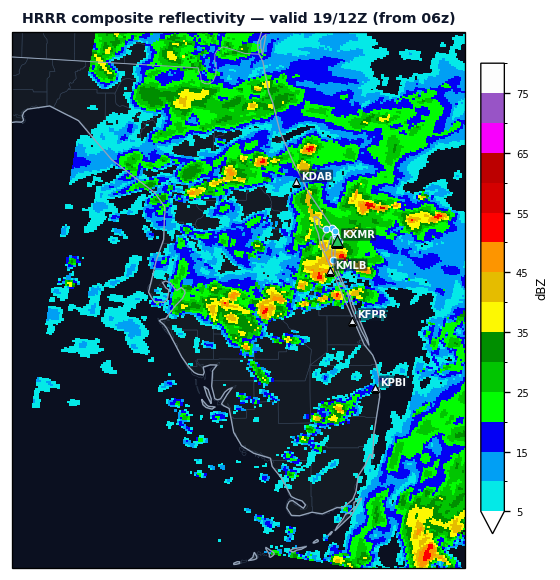 HRRR composite reflectivity — valid 19/12Z (from 06z)
KDAB
KXMR
KMLB
KFPR
KPBI
75
65
55
45
35
25
15
5
dBZ